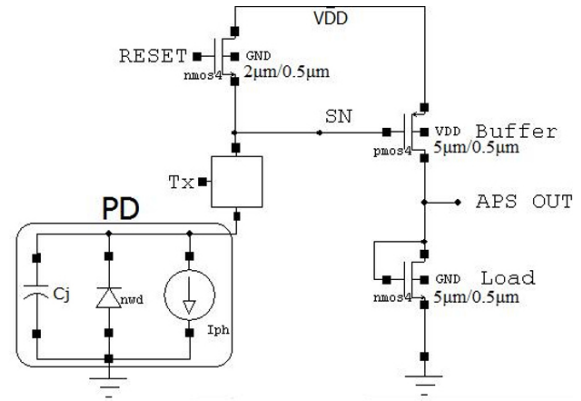 VDD
RESET
GND
nmos4
2μm/0.5μm
SN
VDD
Buffer
pmos4
5μm/0.5μm
Tx
PD
APS OUT
Cj
nwd
Iph
GND
Load
nmos4
5μm/0.5μm